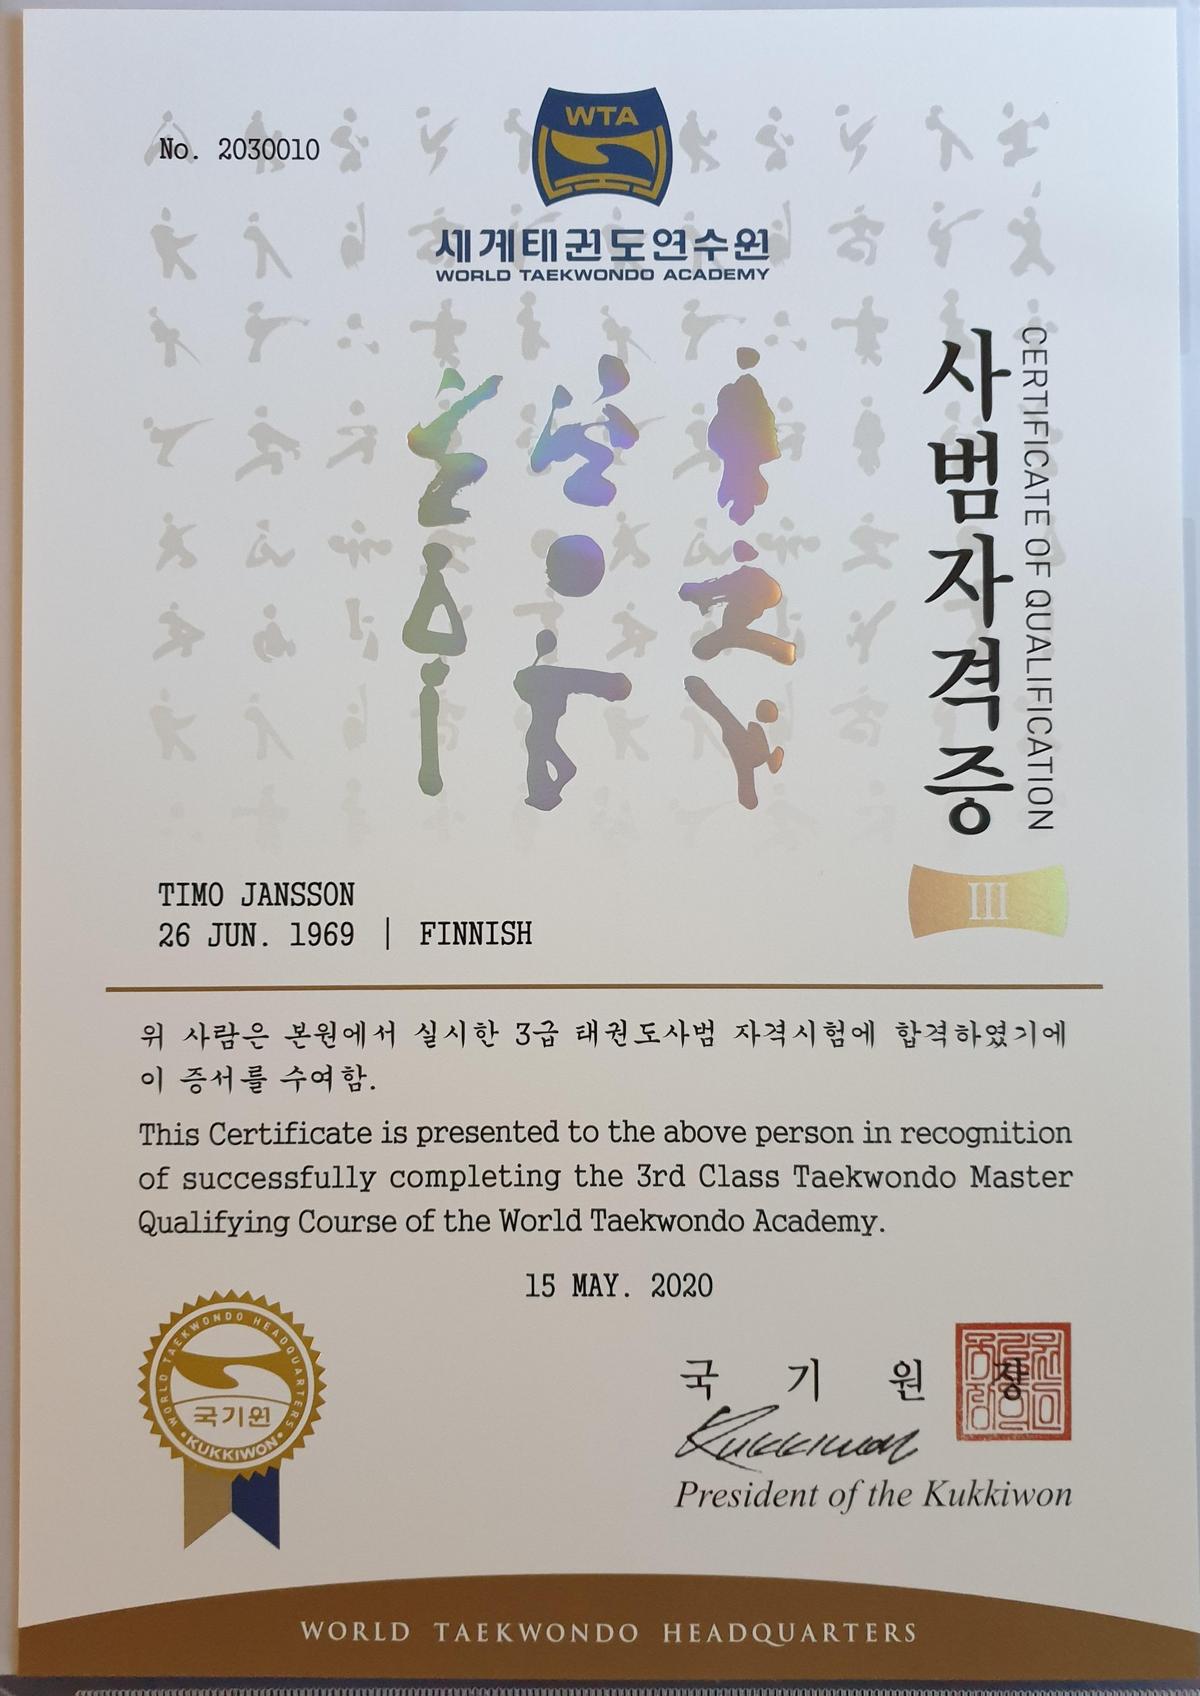 No. 2030010
WTA
세계태권도연수원
WORLD TAEKWONDO ACADEMY
사범자격증
CERTIFICATE OF QUALIFICATION
III
TIMO JANSSON
26 JUN. 1969 | FINNISH
위 사람은 본원에서 실시한 3급 태권도사범 자격시험에 합격하였기에
이 증서를 수여함.
This Certificate is presented to the above person in recognition
of successfully completing the 3rd Class Taekwondo Master
Qualifying Course of the World Taekwondo Academy.
15 MAY. 2020
WORLD TAEKWONDO HEADQUARTERS
국기원
•KUKKIWON•
국 기 원 장
Kukkiwon
President of the Kukkiwon
WORLD TAEKWONDO HEADQUARTERS